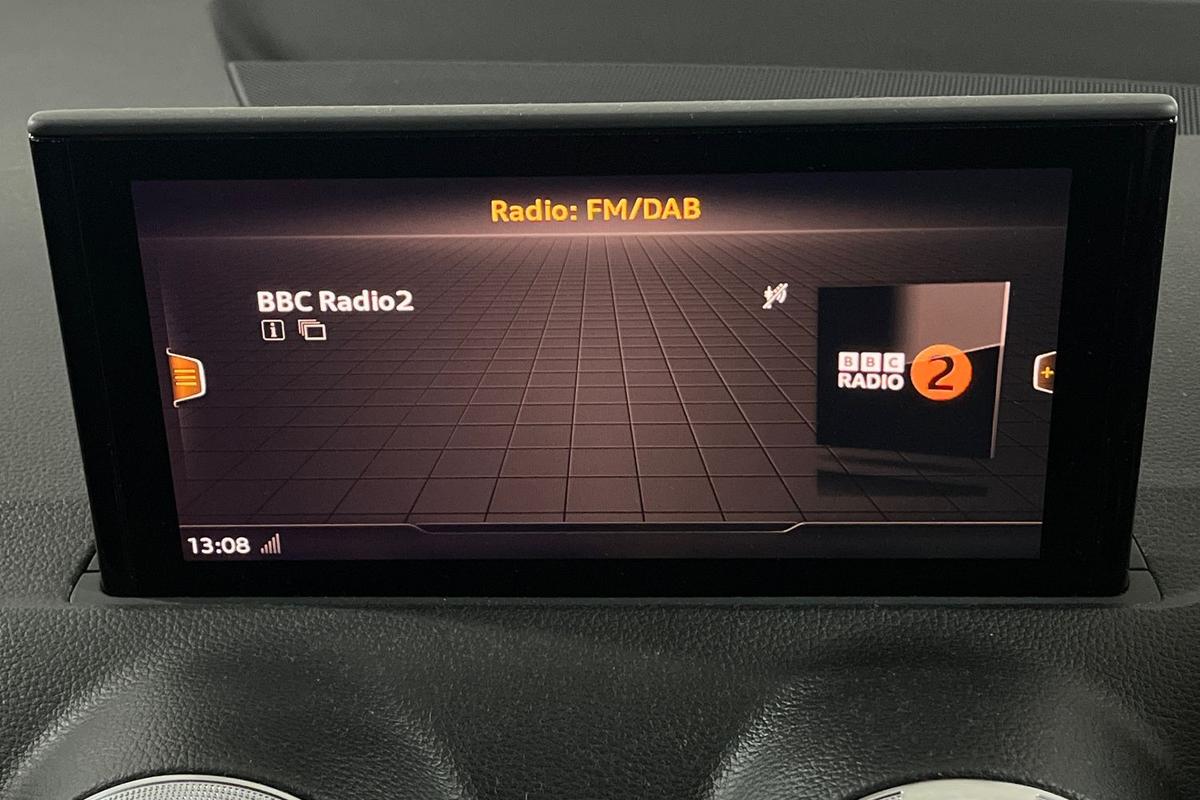 Radio: FM/DAB
BBC Radio2
BBC
RADIO 2
13:08